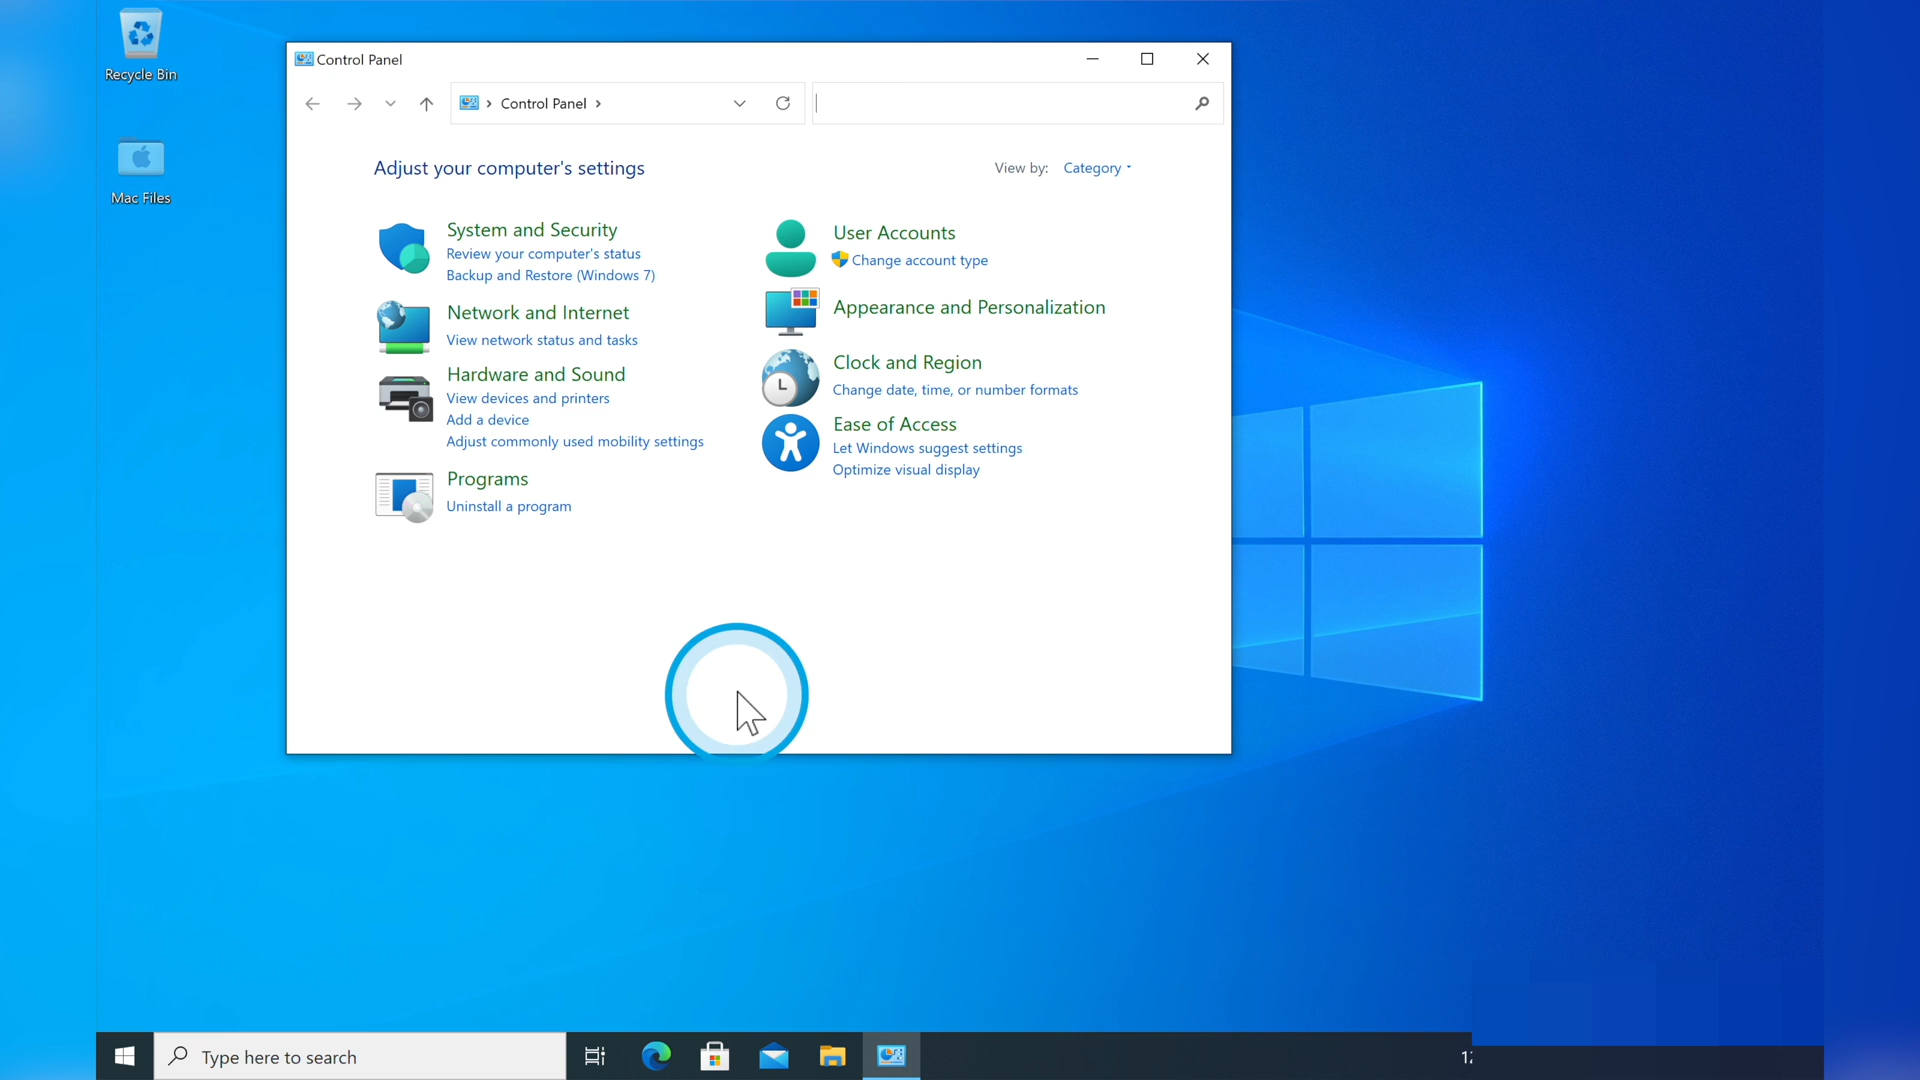 Recycle Bin
Mac Files
Control Panel
Control Panel
Adjust your computer's settings
View by: Category
System and Security
Review your computer's status
Backup and Restore (Windows 7)
Network and Internet
View network status and tasks
Hardware and Sound
View devices and printers
Add a device
Adjust commonly used mobility settings
Programs
Uninstall a program
User Accounts
Change account type
Appearance and Personalization
Clock and Region
Change date, time, or number formats
Ease of Access
Let Windows suggest settings
Optimize visual display
Type here to search